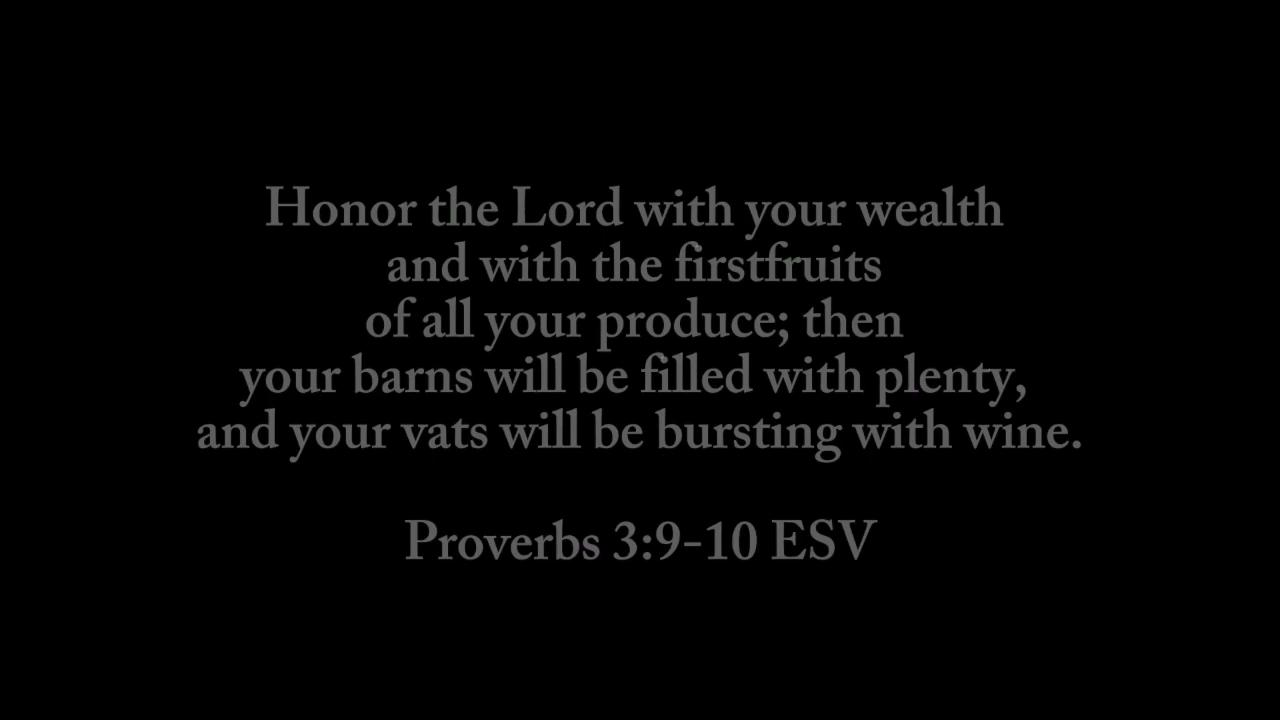 Honor the Lord with your wealth
and with the firstfruits
of all your produce; then
your barns will be filled with plenty,
and your vats will be bursting with wine.
Proverbs 3:9-10 ESV